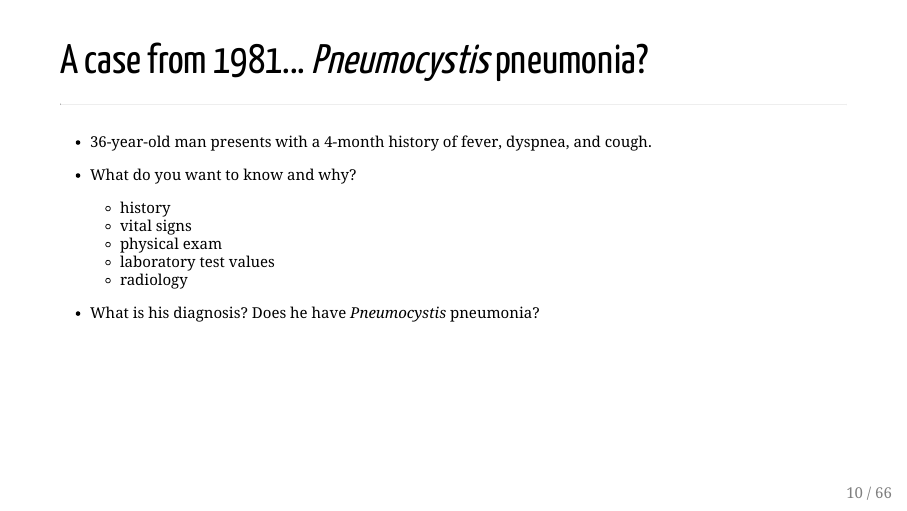 A case from 1981... Pneumocystis pneumonia?
• 36-year-old man presents with a 4-month history of fever, dyspnea, and cough.
• What do you want to know and why?
◦ history
◦ vital signs
◦ physical exam
◦ laboratory test values
◦ radiology
• What is his diagnosis? Does he have Pneumocystis pneumonia?
10 / 66